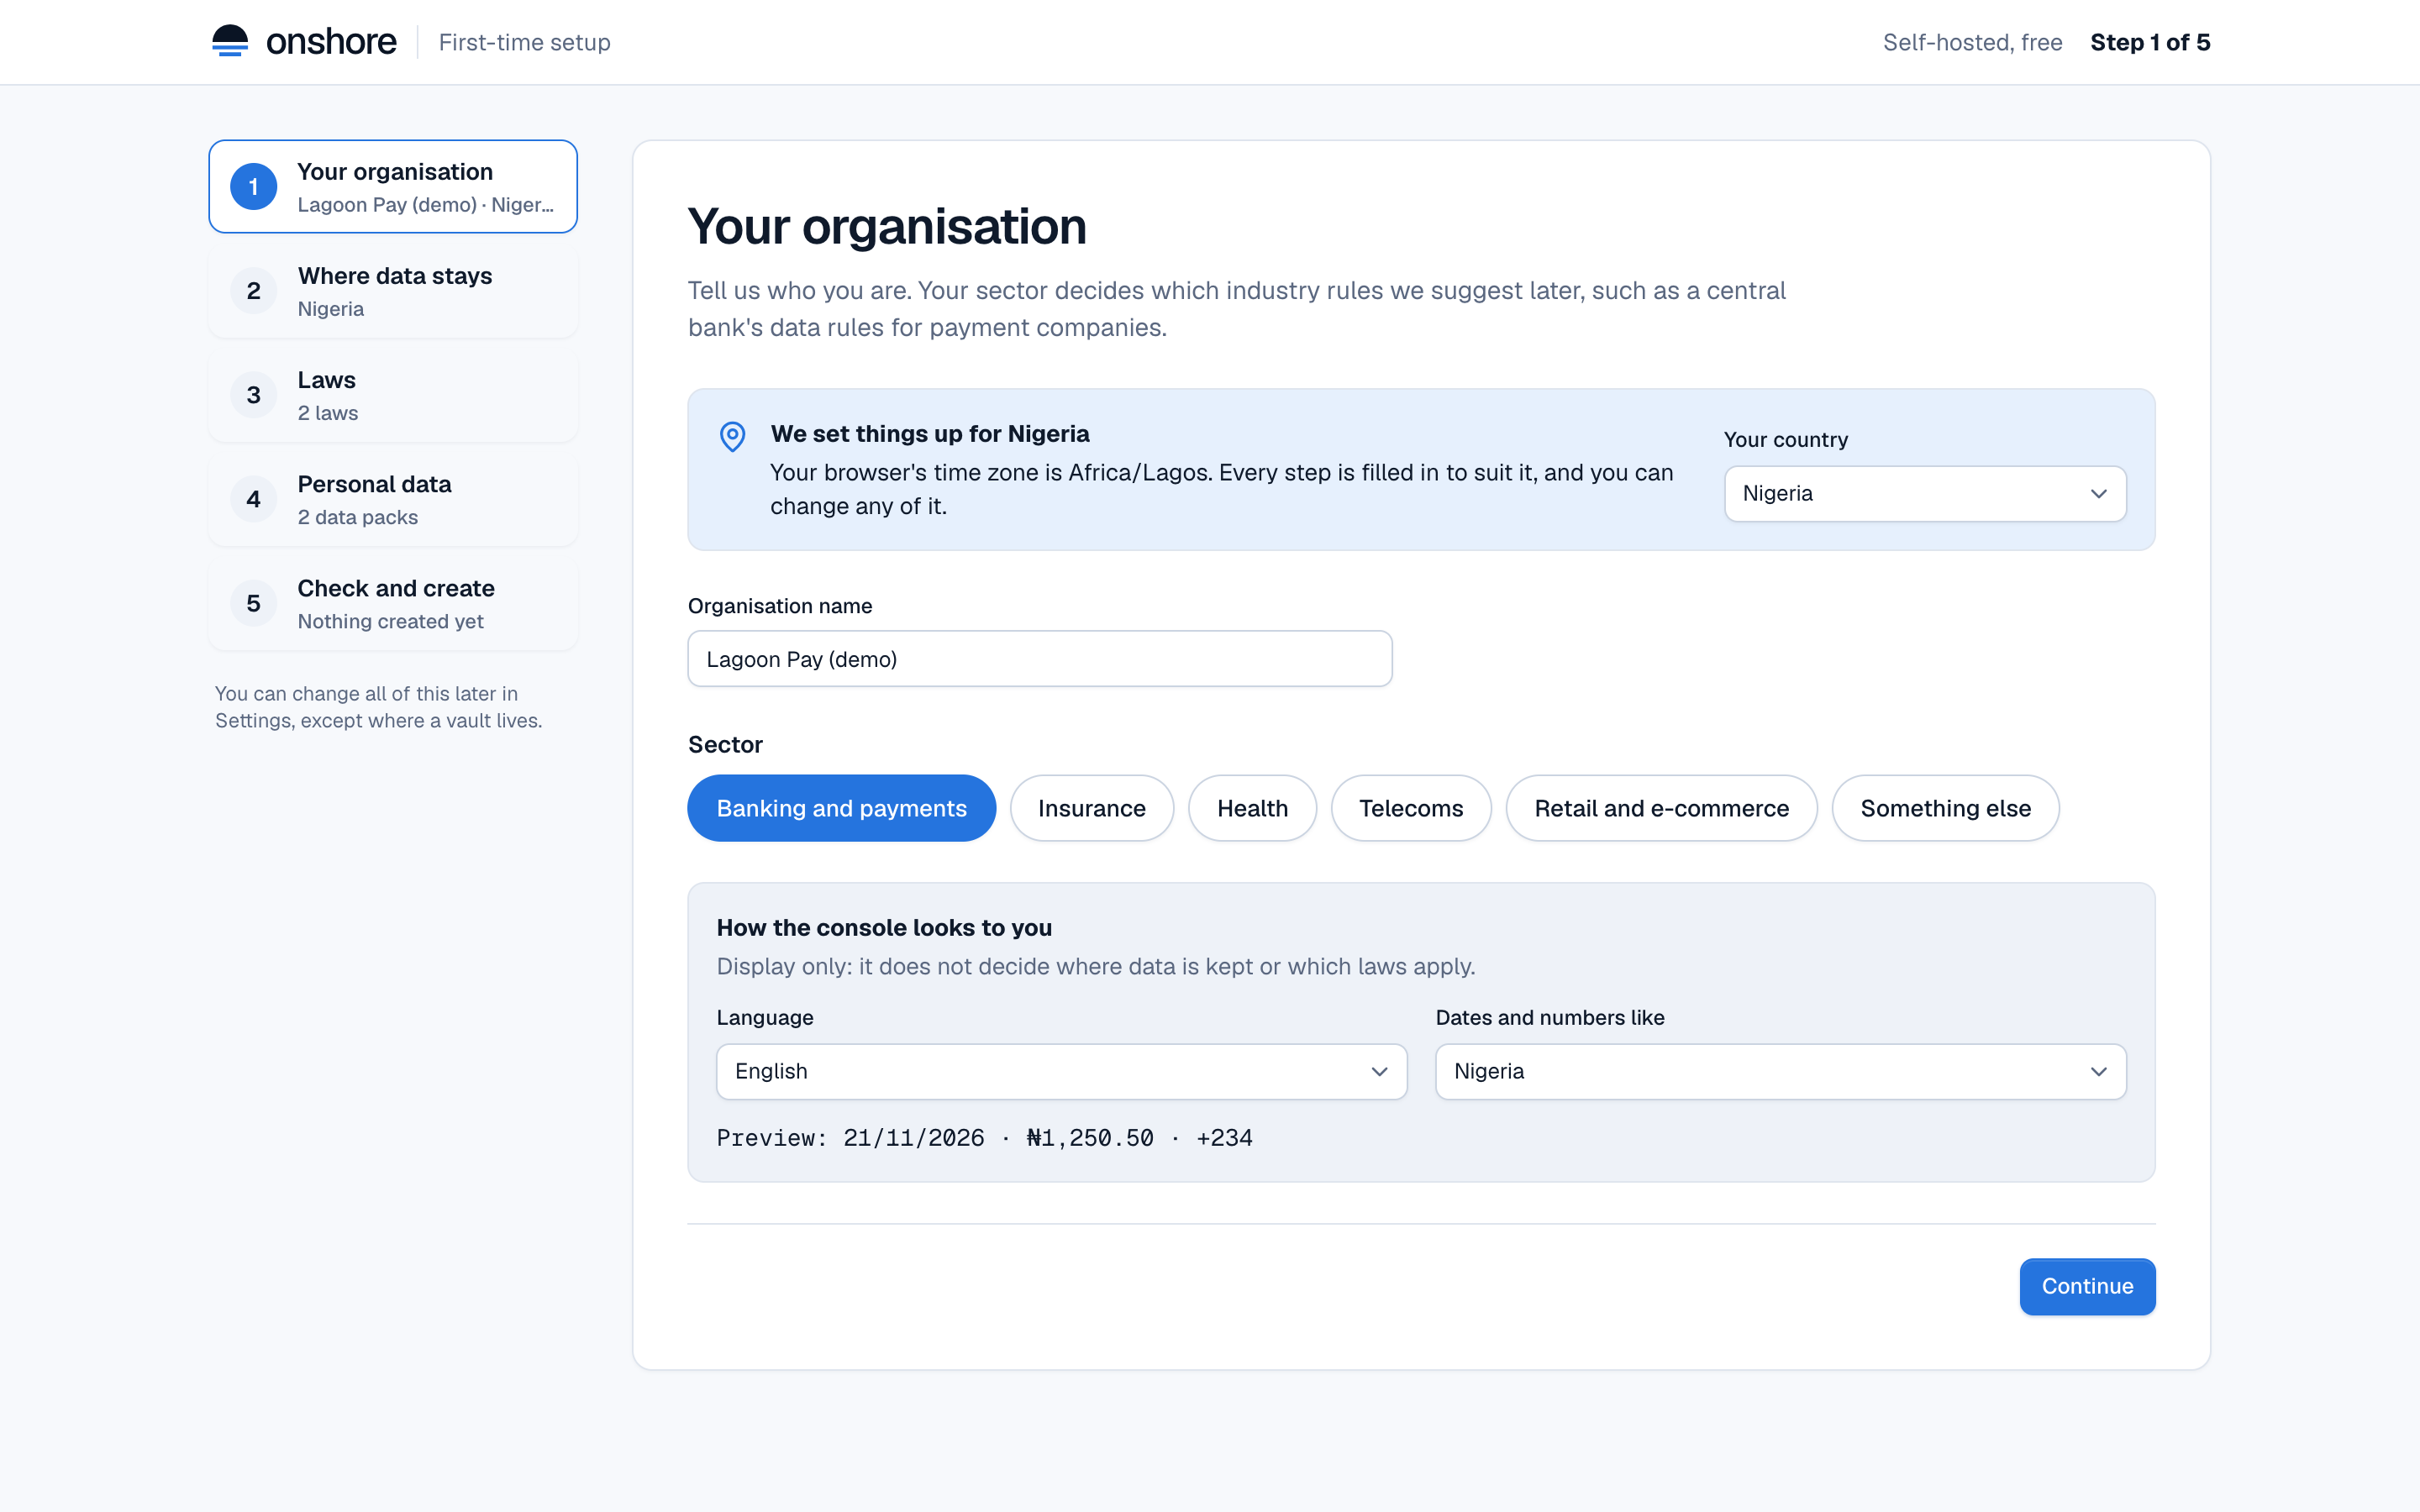 onshore
First-time setup
Self-hosted, free
Step 1 of 5
1
Your organisation
Lagoon Pay (demo) · Niger...
2
Where data stays
Nigeria
3
Laws
2 laws
4
Personal data
2 data packs
5
Check and create
Nothing created yet
You can change all of this later in
Settings, except where a vault lives.
Your organisation
Tell us who you are. Your sector decides which industry rules we suggest later, such as a central
bank's data rules for payment companies.
We set things up for Nigeria
Your browser's time zone is Africa/Lagos. Every step is filled in to suit it, and you can
change any of it.
Your country
Nigeria
Organisation name
Lagoon Pay (demo)
Sector
Banking and payments
Insurance
Health
Telecoms
Retail and e-commerce
Something else
How the console looks to you
Display only: it does not decide where data is kept or which laws apply.
Language
English
Dates and numbers like
Nigeria
Preview: 21/11/2026 · ₦1,250.50 · +234
Continue